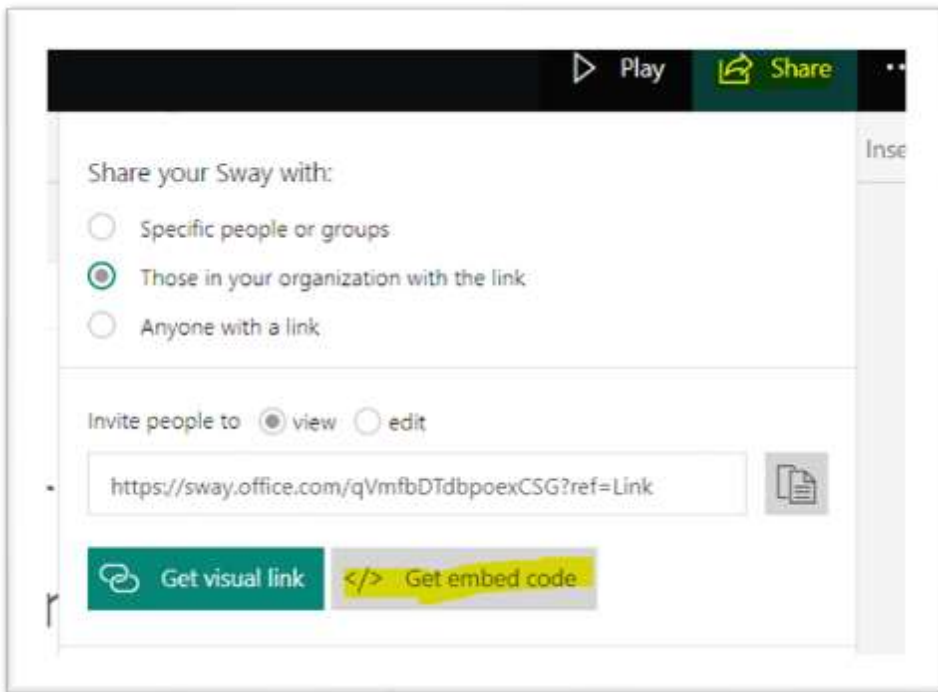 Play Share
Inse
Share your Sway with:
Specific people or groups
Those in your organization with the link
Anyone with a link
Invite people to view edit
https://sway.office.com/qVmfbDTdbpoexCSG?ref=Link
Get visual link </> Get embed code
r